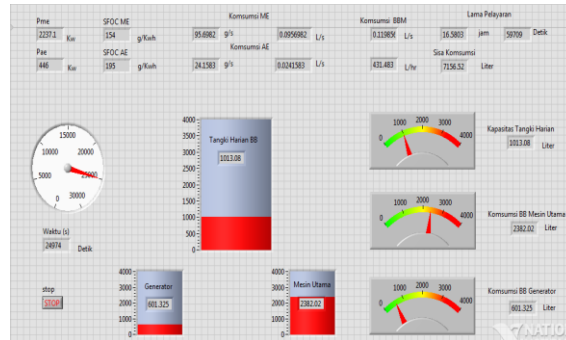 Pme SFOC ME Komsumsi ME Komsumsi BBM Lama Pelayaran
2237.1 Kw 154 g/Kwh 95.6982 g/s 0.0956982 L/s 0.119856 L/s 16.5803 jam 59709 Detik
Pae SFOC AE Komsumsi AE Sisa Komsumsi
446 Kw 195 g/Kwh 24.1583 g/s 0.0241583 L/s 431.483 L/hr 7156.52 Liter
0 5000 10000 15000 20000 25000 30000
Waktu (s)
24974 Detik
stop
STOP
4000
3500
3000
2500
2000
1500
1000
500
0
Tangki Harian BB
1013.08
0 1000 2000 3000 4000
Kapasitas Tangki Harian
1013.08 Liter
0 1000 2000 3000 4000
Komsumsi BB Mesin Utama
2382.02 Liter
4000
3000
2000
1000
Generator
601.325
4000
3000
2000
1000
Mesin Utama
2382.02
0 1000 2000 3000 4000
Komsumsi BB Generator
601.325 Liter
NATIO